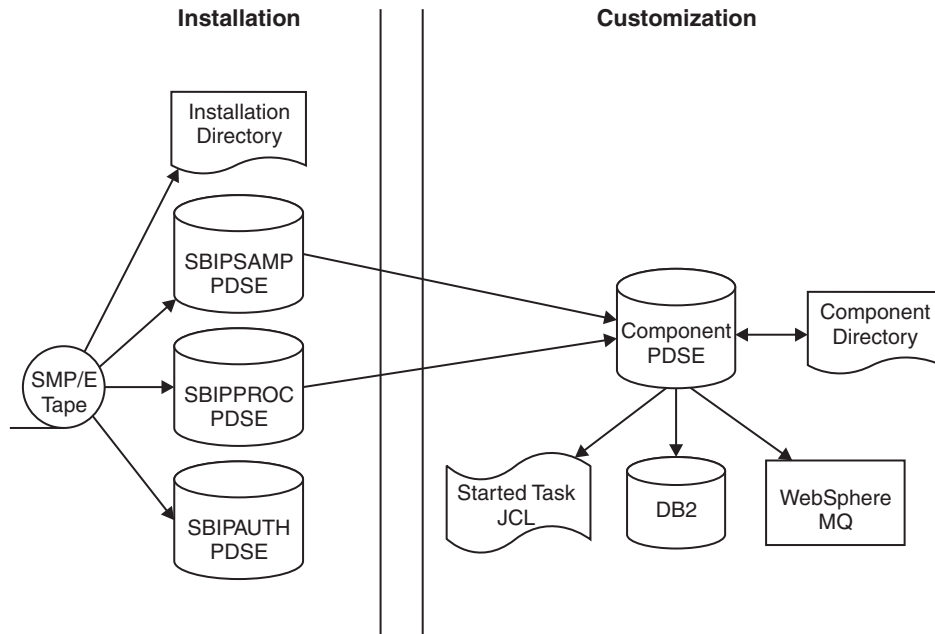 Installation
Customization
Installation
Directory
SBIPSAMP
PDSE
SMP/E
Tape
SBIPPROC
PDSE
SBIPAUTH
PDSE
Component
PDSE
Component
Directory
Started Task
JCL
DB2
WebSphere
MQ